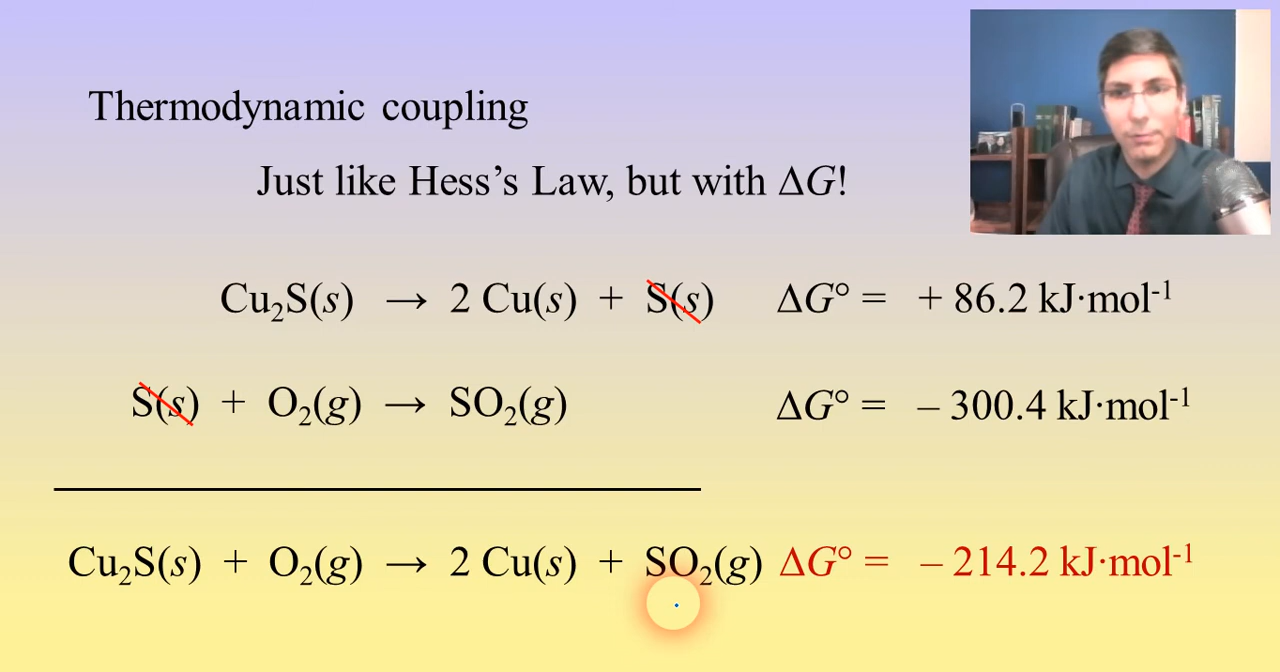 Thermodynamic coupling
Just like Hess’s Law, but with ΔG!
Cu₂S(s) → 2 Cu(s) + S(s) ΔG° = + 86.2 kJ·mol⁻¹
S(s) + O₂(g) → SO₂(g) ΔG° = – 300.4 kJ·mol⁻¹
Cu₂S(s) + O₂(g) → 2 Cu(s) + SO₂(g) ΔG° = – 214.2 kJ·mol⁻¹